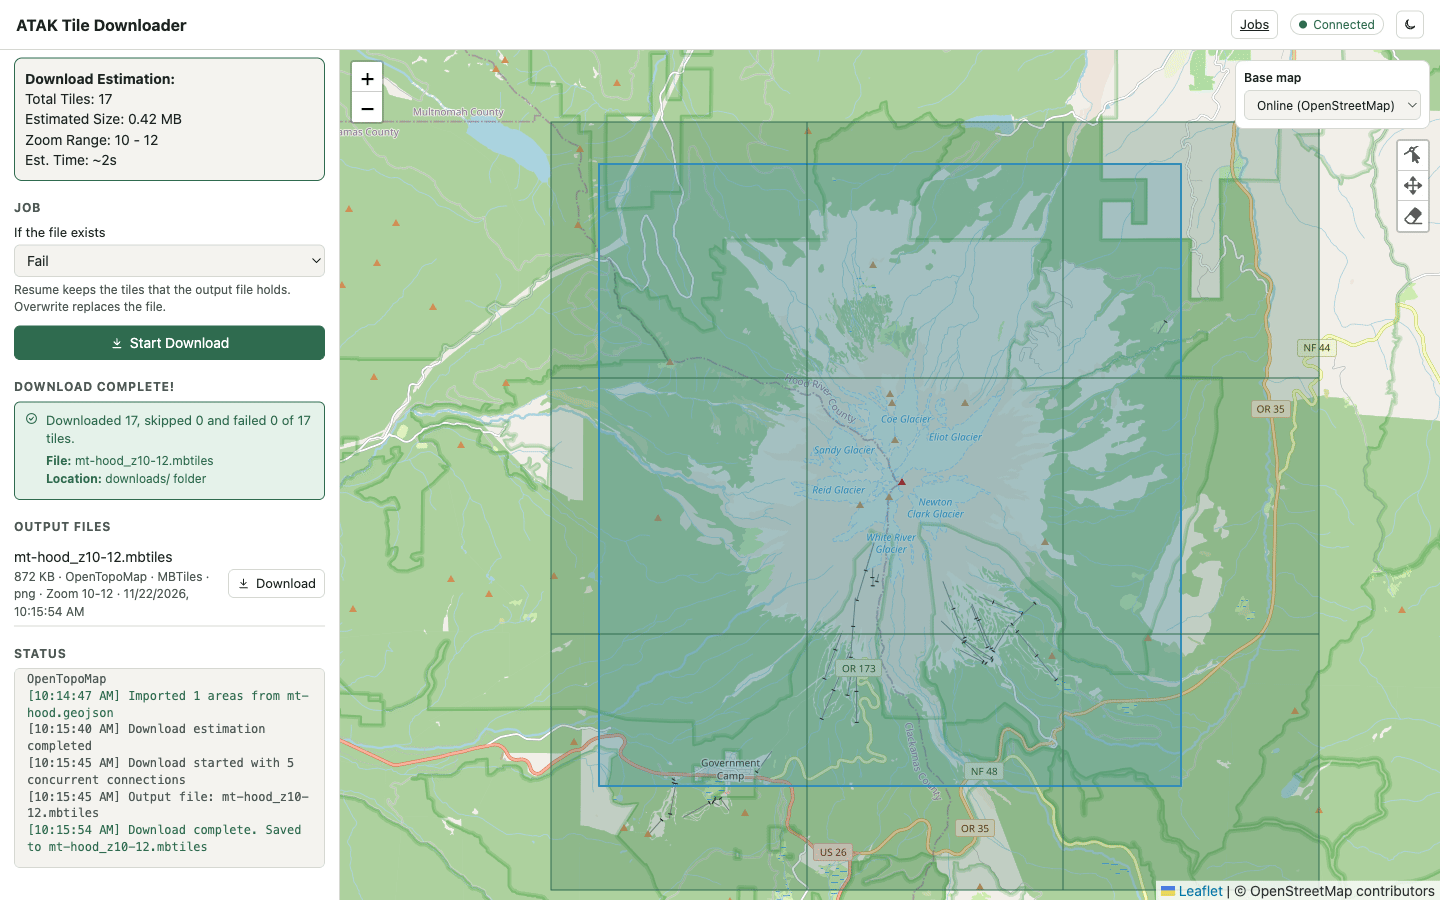 ATAK Tile Downloader
Jobs
Connected
Download Estimation:
Total Tiles: 17
Estimated Size: 0.42 MB
Zoom Range: 10 - 12
Est. Time: ~2s
JOB
If the file exists
Fail
Resume keeps the tiles that the output file holds.
Overwrite replaces the file.
Start Download
DOWNLOAD COMPLETE!
Downloaded 17, skipped 0 and failed 0 of 17
tiles.
File: mt-hood_z10-12.mbtiles
Location: downloads/ folder
OUTPUT FILES
mt-hood_z10-12.mbtiles
872 KB · OpenTopoMap · MBTiles ·
png · Zoom 10-12 · 11/22/2026,
10:15:54 AM
Download
STATUS
OpenTopoMap
[10:14:47 AM] Imported 1 areas from mt-
hood.geojson
[10:15:40 AM] Download estimation
completed
[10:15:45 AM] Download started with 5
concurrent connections
[10:15:45 AM] Output file: mt-hood_z10-
12.mbtiles
[10:15:54 AM] Download complete. Saved
to mt-hood_z10-12.mbtiles
+
−
Base map
Online (OpenStreetMap)
Multnomah County
amas County
NF 44
OR 35
Hood River County
Coe Glacier
Eliot Glacier
Sandy Glacier
Reid Glacier
Newton
Clark Glacier
White River
Glacier
OR 173
Clackamas County
Government
Camp
NF 48
OR 35
US 26
Leaflet | © OpenStreetMap contributors